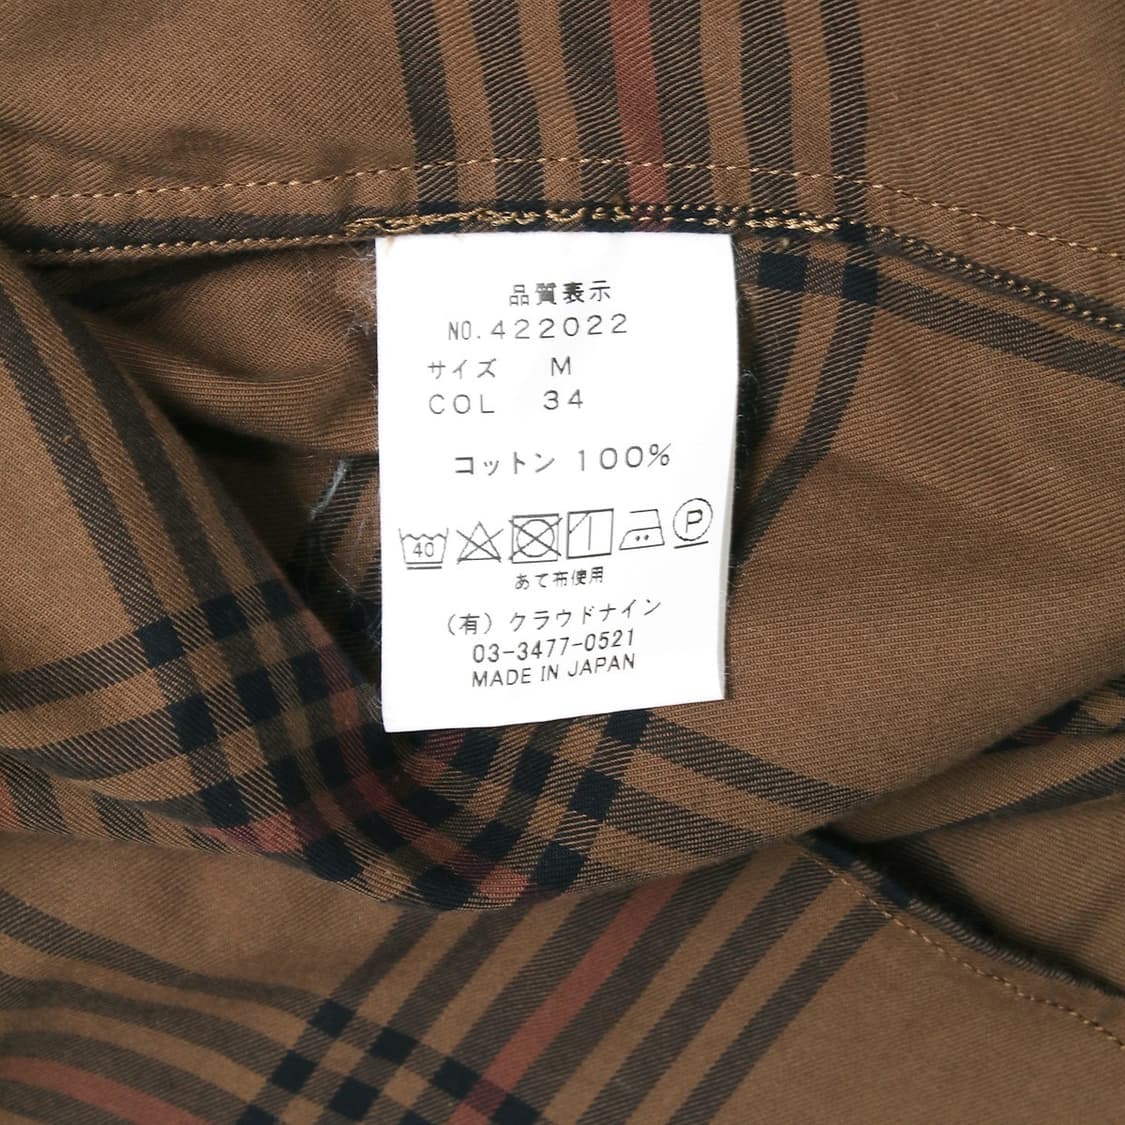 品質表示
NO.422022
サイズ M
COL 34
コットン 100%
40 P
あて布使用
(有)クラウドナイン
03-3477-0521
MADE IN JAPAN